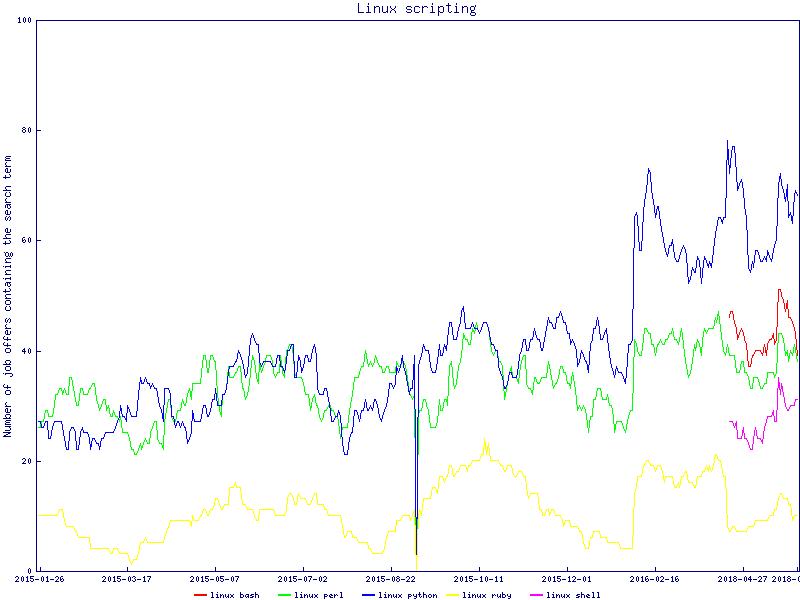 Linux scripting
Number of job offers containing the search term
100
80
60
40
20
0
2015-01-26 2015-03-17 2015-05-07 2015-07-02 2015-08-22 2015-10-11 2015-12-01 2016-02-16 2018-04-27 2018-0
linux bash linux perl linux python linux ruby linux shell